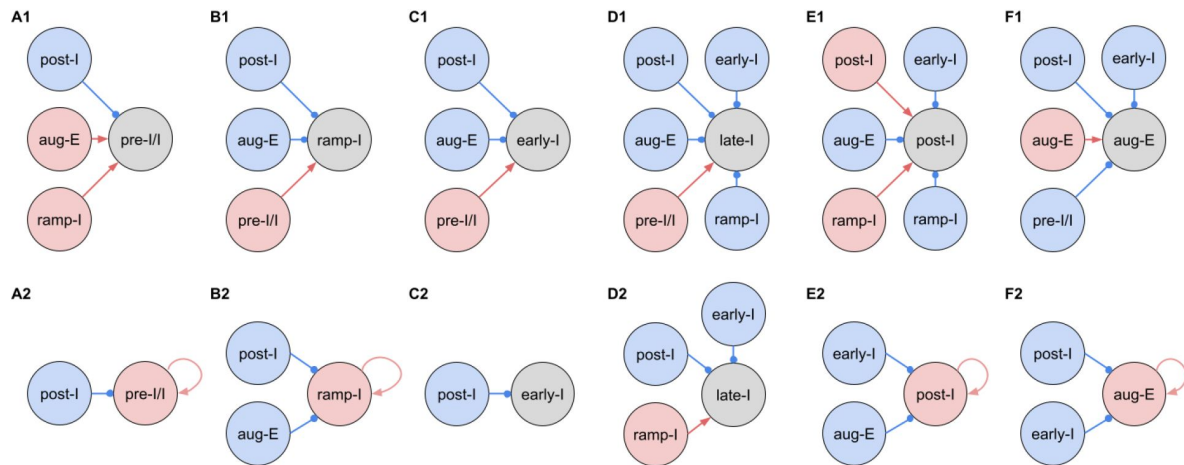 A1
B1
C1
D1
E1
F1
post-I
aug-E
ramp-I
pre-I/I
post-I
aug-E
pre-I/I
ramp-I
post-I
aug-E
pre-I/I
early-I
post-I
early-I
aug-E
late-I
pre-I/I
ramp-I
post-I
early-I
aug-E
post-I
ramp-I
ramp-I
post-I
early-I
aug-E
aug-E
pre-I/I
A2
B2
C2
D2
E2
F2
post-I
pre-I/I
post-I
ramp-I
aug-E
post-I
early-I
early-I
post-I
late-I
ramp-I
early-I
post-I
aug-E
post-I
aug-E
early-I